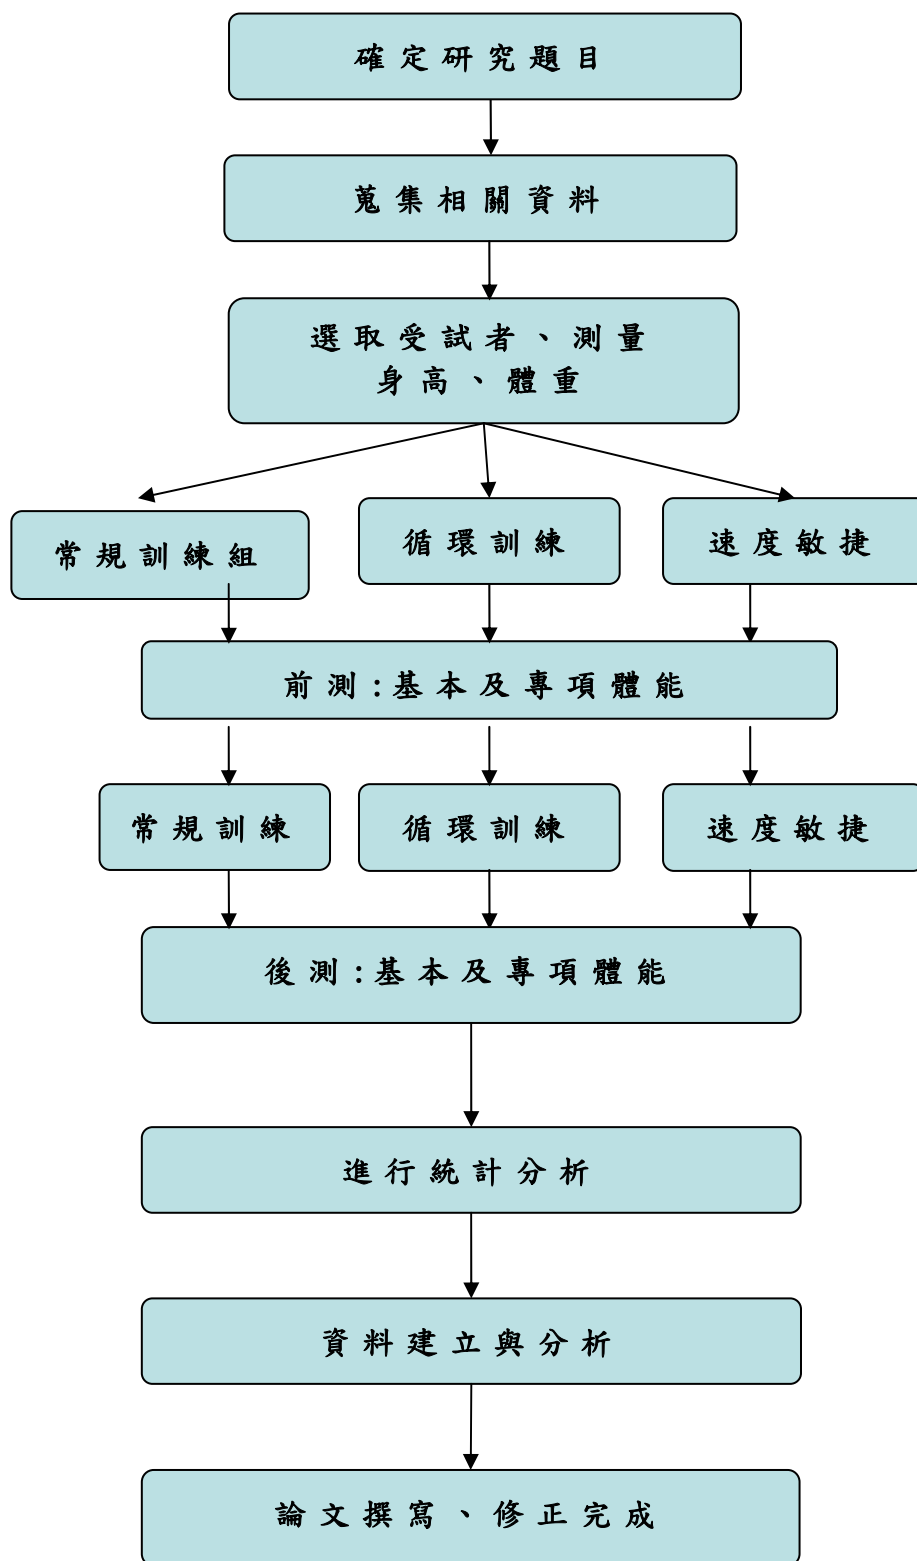 確定研究題目
蒐集相關資料
選取受試者、測量
身高、體重
常規訓練組
循環訓練
速度敏捷
前測:基本及專項體能
常規訓練
循環訓練
速度敏捷
後測:基本及專項體能
進行統計分析
資料建立與分析
論文撰寫、修正完成